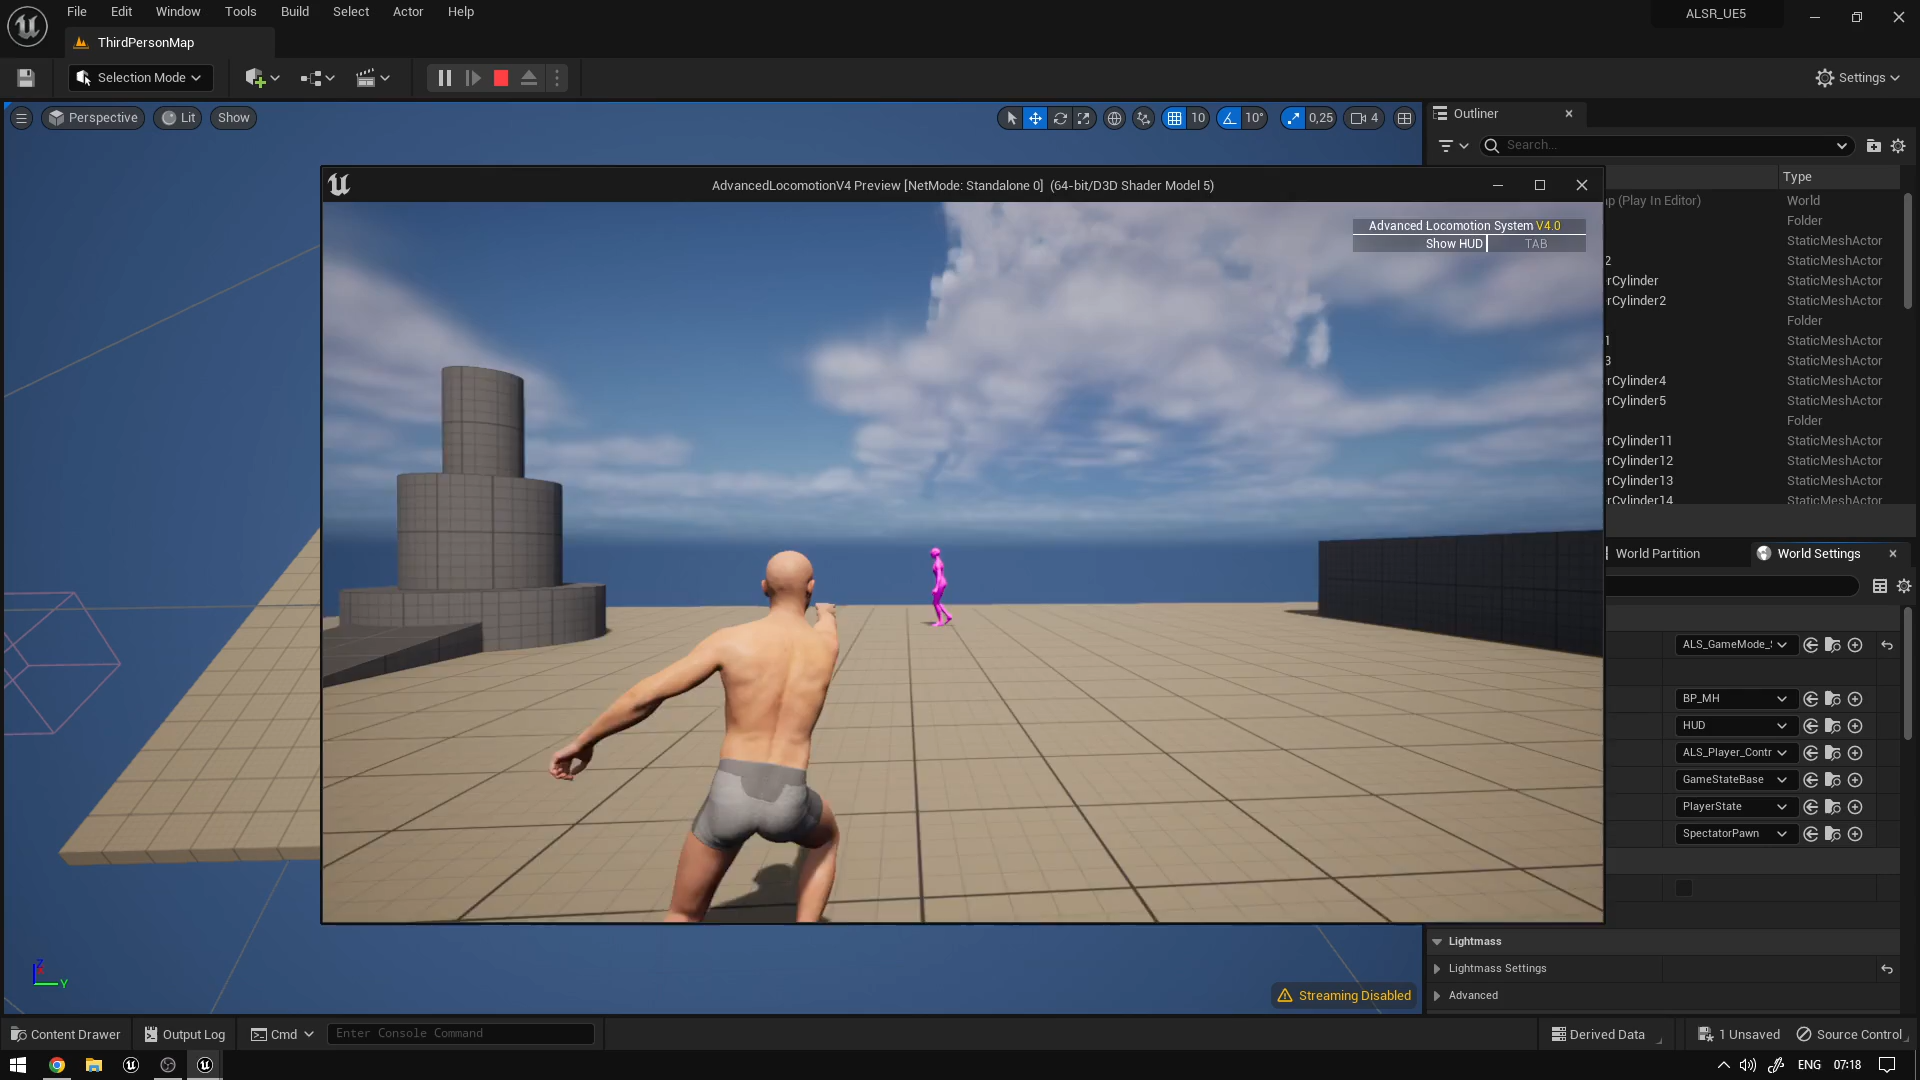 File Edit Window Tools Build Select Actor Help
ALSR_UE5
ThirdPersonMap
Selection Mode
Settings
Perspective Lit Show
10 10° 0,25 4
Outliner
Search...
Type
AdvancedLocomotionV4 Preview [NetMode: Standalone 0] (64-bit/D3D Shader Model 5)
p (Play In Editor) World
Folder
Advanced Locomotion System V4.0
Show HUD TAB
StaticMeshActor
2 StaticMeshActor
rCylinder StaticMeshActor
rCylinder2 StaticMeshActor
Folder
1 StaticMeshActor
3 StaticMeshActor
rCylinder4 StaticMeshActor
rCylinder5 StaticMeshActor
Folder
rCylinder11 StaticMeshActor
rCylinder12 StaticMeshActor
rCylinder13 StaticMeshActor
rCylinder14 StaticMeshActor
World Partition World Settings
ALS_GameMode_
BP_MH
HUD
ALS_Player_Contr
GameStateBase
PlayerState
SpectatorPawn
Lightmass
Lightmass Settings
Advanced
Z
Y
Streaming Disabled
Content Drawer Output Log Cmd Enter Console Command Derived Data 1 Unsaved Source Control
ENG 07:18